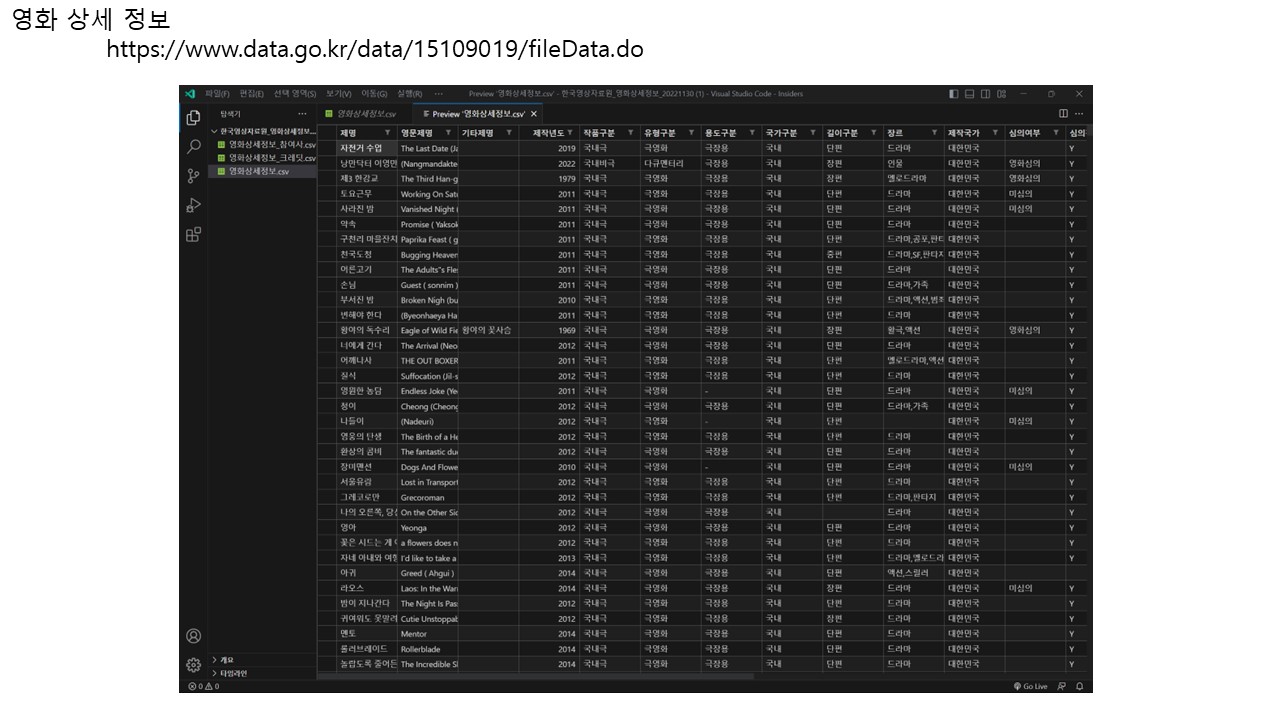 영화 상세 정보
https://www.data.go.kr/data/15109019/fileData.do
파일(F) 편집(E) 선택 영역(S) 보기(V) 이동(G) 실행(R) ··· Preview '영화상세정보.csv' - 한국영상자료원_영화상세정보_20221130 (1) - Visual Studio Code - Insiders
탐색기 ··· 영화상세정보.csv Preview '영화상세정보.csv'
한국영상자료원_영화상세정보...
영화상세정보_참여사.csv
영화상세정보_크레딧.csv
영화상세정보.csv
제명 영문제명 기타제명 제작년도 작품구분 유형구분 용도구분 국가구분 길이구분 장르 제작국가 심의여부 심의
자전거 수업 The Last Date (Ja 2019 국내극 극영화 극장용 국내 단편 드라마 대한민국 Y
낭만닥터 이영만 (Nangmandakte 2022 국내비극 다큐멘터리 극장용 국내 장편 인물 대한민국 영화심의 Y
제3 한강교 The Third Han-g 1979 국내극 극영화 극장용 국내 장편 멜로드라마 대한민국 영화심의 Y
토요근무 Working On Satu 2011 국내극 극영화 극장용 국내 단편 드라마 대한민국 미심의 Y
사라진 밤 Vanished Night ( 2011 국내극 극영화 극장용 국내 단편 드라마 대한민국 미심의 Y
약속 Promise ( Yaksok 2011 국내극 극영화 극장용 국내 단편 드라마 대한민국 Y
구천리 마을잔치 Paprika Feast ( g 2011 국내극 극영화 극장용 국내 단편 드라마,공포,판타 대한민국 Y
천국도청 Bugging Heaven 2011 국내극 극영화 극장용 국내 중편 드라마,SF,판타지 대한민국 Y
어른고기 The Adults"s Fles 2011 국내극 극영화 극장용 국내 단편 드라마 대한민국 Y
손님 Guest ( sonnim ) 2011 국내극 극영화 극장용 국내 단편 드라마,가족 대한민국 Y
부서진 밤 Broken Nigh (bu 2010 국내극 극영화 극장용 국내 단편 드라마,액션,범죄 대한민국 Y
변해야 한다 (Byeonhaeya Ha 2011 국내극 극영화 극장용 국내 단편 드라마 대한민국 Y
황야의 독수리 Eagle of Wild Fie 황야의 꽃사슴 1969 국내극 극영화 극장용 국내 장편 활극,액션 대한민국 영화심의 Y
너에게 간다 The Arrival (Neo 2012 국내극 극영화 극장용 국내 단편 드라마 대한민국 Y
어깨나사 THE OUT BOXER 2011 국내극 극영화 극장용 국내 단편 멜로드라마,액션 대한민국 Y
질식 Suffocation (Jil-s 2012 국내극 극영화 극장용 국내 단편 드라마 대한민국 Y
영원한 농담 Endless Joke (Ye 2011 국내극 극영화 - 국내 단편 드라마 대한민국 미심의 Y
청이 Cheong (Cheong 2012 국내극 극영화 극장용 국내 단편 드라마,가족 대한민국 Y
나들이 (Nadeuri) 2012 국내극 극영화 - 국내 단편 대한민국 미심의 Y
영웅의 탄생 The Birth of a He 2012 국내극 극영화 극장용 국내 단편 드라마 대한민국 Y
환상의 콤비 The fantastic duo 2012 국내극 극영화 극장용 국내 단편 드라마 대한민국 Y
장미맨션 Dogs And Flowe 2010 국내극 극영화 - 국내 단편 드라마 대한민국 미심의 Y
서울유람 Lost in Transport 2012 국내극 극영화 극장용 국내 단편 드라마 대한민국 Y
그레코로만 Grecoroman 2012 국내극 극영화 극장용 국내 단편 드라마,판타지 대한민국 Y
나의 오른쪽, 당신 On the Other Sid 2012 국내극 극영화 극장용 국내 드라마 대한민국 Y
영아 Yeonga 2012 국내극 극영화 극장용 국내 단편 드라마 대한민국 Y
꽃은 시드는 게 a flowers does n 2012 국내극 극영화 극장용 국내 단편 드라마 대한민국 Y
자네 아내와 여행 I'd like to take a 2013 국내극 극영화 극장용 국내 단편 드라마,멜로드라 대한민국 Y
아귀 Greed ( Ahgui ) 2014 국내극 극영화 극장용 국내 단편 액션,스릴러 대한민국
라오스 Laos: In the War 2014 국내극 극영화 극장용 국내 장편 드라마 대한민국 미심의 Y
밤이 지나간다 The Night Is Pas 2012 국내극 극영화 극장용 국내 단편 드라마 대한민국 Y
귀여워도 못말려 Cutie Unstoppab 2012 국내극 극영화 극장용 국내 장편 드라마 대한민국 Y
멘토 Mentor 2014 국내극 극영화 극장용 국내 단편 드라마 대한민국 Y
롤러브레이드 Rollerblade 2014 국내극 극영화 극장용 국내 단편 드라마 대한민국 Y
놀랍도록 줄어든 The Incredible Sl 2014 국내극 극영화 극장용 국내 단편 드라마 대한민국 Y
개요
타임라인
0 0 Go Live